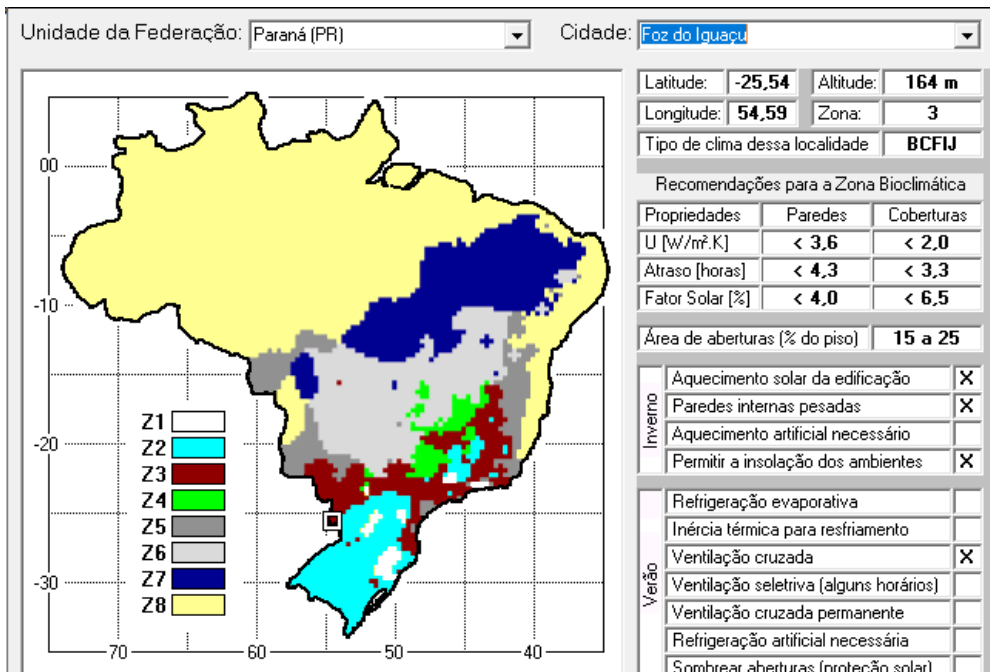 Unidade da Federação: Paraná (PR) Cidade: Foz do Iguaçu
Latitude: -25,54 Altitude: 164 m
Longitude: 54,59 Zona: 3
Tipo de clima dessa localidade BCFIJ
Recomendações para a Zona Bioclimática
Propriedades Paredes Coberturas
U [W/m².K] < 3,6 < 2,0
Atraso [horas] < 4,3 < 3,3
Fator Solar [%] < 4,0 < 6,5
Área de aberturas (% do piso) 15 a 25
Inverno
Aquecimento solar da edificação X
Paredes internas pesadas X
Aquecimento artificial necessário
Permitir a insolação dos ambientes X
Verão
Refrigeração evaporativa
Inércia térmica para resfriamento
Ventilação cruzada X
Ventilação seletriva (alguns horários)
Ventilação cruzada permanente
Refrigeração artificial necessária
Sombrear aberturas (proteção solar)
00
-10
-20
-30
Z1
Z2
Z3
Z4
Z5
Z6
Z7
Z8
70 60 50 40